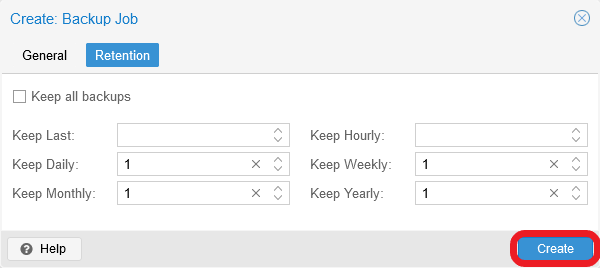 Create: Backup Job
General Retention
Keep all backups
Keep Last: Keep Hourly:
Keep Daily: 1 Keep Weekly: 1
Keep Monthly: 1 Keep Yearly: 1
Help Create